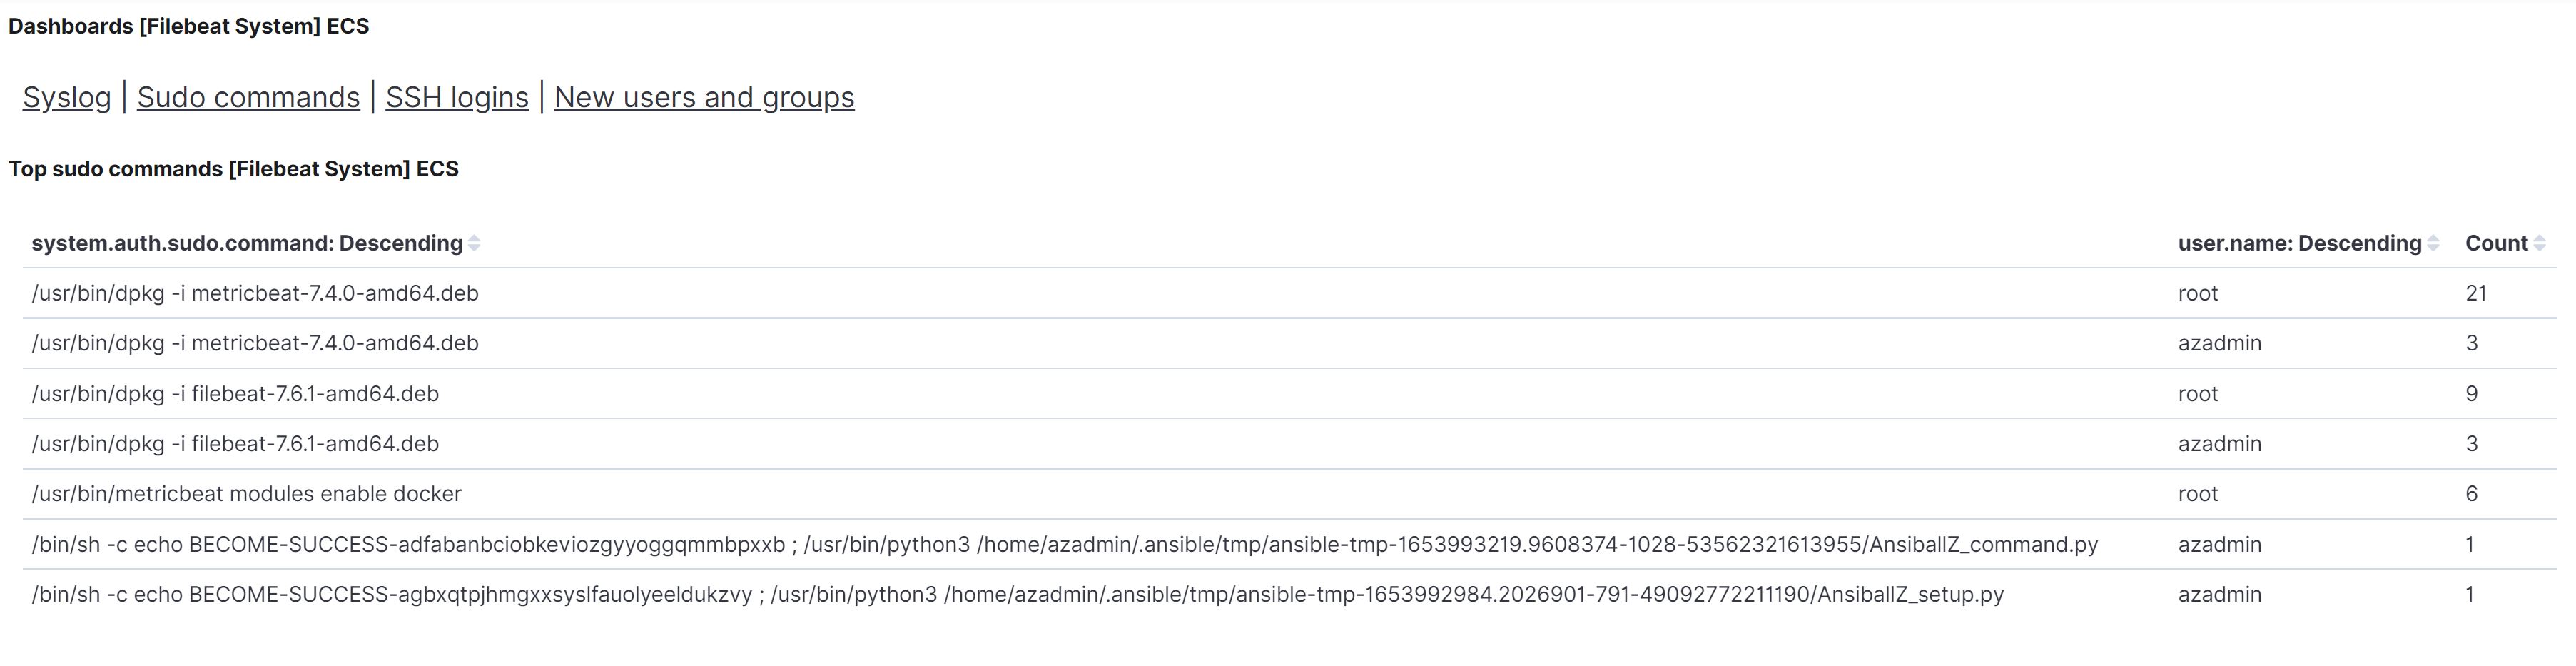 Dashboards [Filebeat System] ECS
Syslog | Sudo commands | SSH logins | New users and groups
Top sudo commands [Filebeat System] ECS
system.auth.sudo.command: Descending user.name: Descending Count
/usr/bin/dpkg -i metricbeat-7.4.0-amd64.deb root 21
/usr/bin/dpkg -i metricbeat-7.4.0-amd64.deb azadmin 3
/usr/bin/dpkg -i filebeat-7.6.1-amd64.deb root 9
/usr/bin/dpkg -i filebeat-7.6.1-amd64.deb azadmin 3
/usr/bin/metricbeat modules enable docker root 6
/bin/sh -c echo BECOME-SUCCESS-adfabanbciobkeviozgyyoggqmmbpxxb ; /usr/bin/python3 /home/azadmin/.ansible/tmp/ansible-tmp-1653993219.9608374-1028-53562321613955/AnsiballZ_command.py azadmin 1
/bin/sh -c echo BECOME-SUCCESS-agbxqtpjhmgxxsyslfauolyeeldukzvy ; /usr/bin/python3 /home/azadmin/.ansible/tmp/ansible-tmp-1653992984.2026901-791-49092772211190/AnsiballZ_setup.py azadmin 1